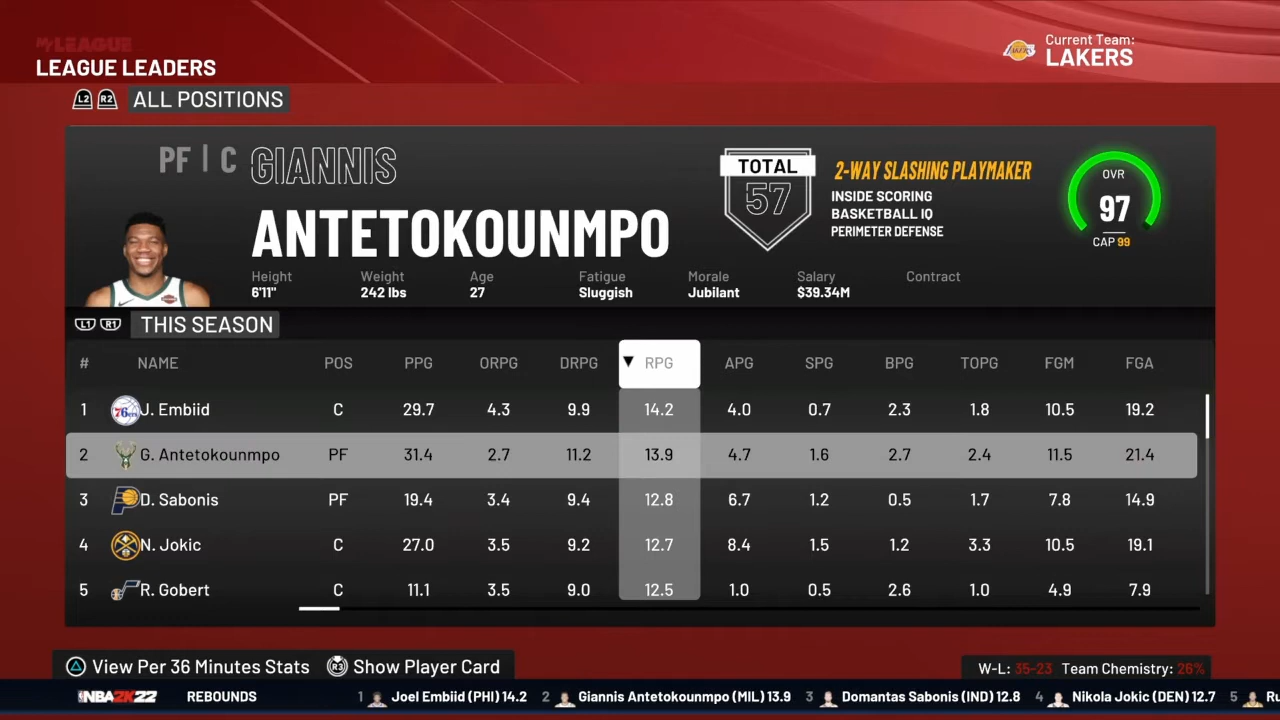 MyLEAGUE
LEAGUE LEADERS
Current Team:
LAKERS
L2 R2 ALL POSITIONS
PF | C GIANNIS
ANTETOKOUNMPO
TOTAL
57
2-WAY SLASHING PLAYMAKER
INSIDE SCORING
BASKETBALL IQ
PERIMETER DEFENSE
OVR
97
CAP 99
Height Weight Age Fatigue Morale Salary Contract
6'11" 242 lbs 27 Sluggish Jubilant $39.34M
L1 R1 THIS SEASON
# NAME POS PPG ORPG DRPG RPG APG SPG BPG TOPG FGM FGA
1 76ers J. Embiid C 29.7 4.3 9.9 14.2 4.0 0.7 2.3 1.8 10.5 19.2
2 G. Antetokounmpo PF 31.4 2.7 11.2 13.9 4.7 1.6 2.7 2.4 11.5 21.4
3 D. Sabonis PF 19.4 3.4 9.4 12.8 6.7 1.2 0.5 1.7 7.8 14.9
4 N. Jokic C 27.0 3.5 9.2 12.7 8.4 1.5 1.2 3.3 10.5 19.1
5 R. Gobert C 11.1 3.5 9.0 12.5 1.0 0.5 2.6 1.0 4.9 7.9
View Per 36 Minutes Stats R3 Show Player Card
W-L: 35-23 Team Chemistry: 26%
NBA2K22 REBOUNDS 1 Joel Embiid (PHI) 14.2 2 Giannis Antetokounmpo (MIL) 13.9 3 Domantas Sabonis (IND) 12.8 4 Nikola Jokic (DEN) 12.7 5 Ru